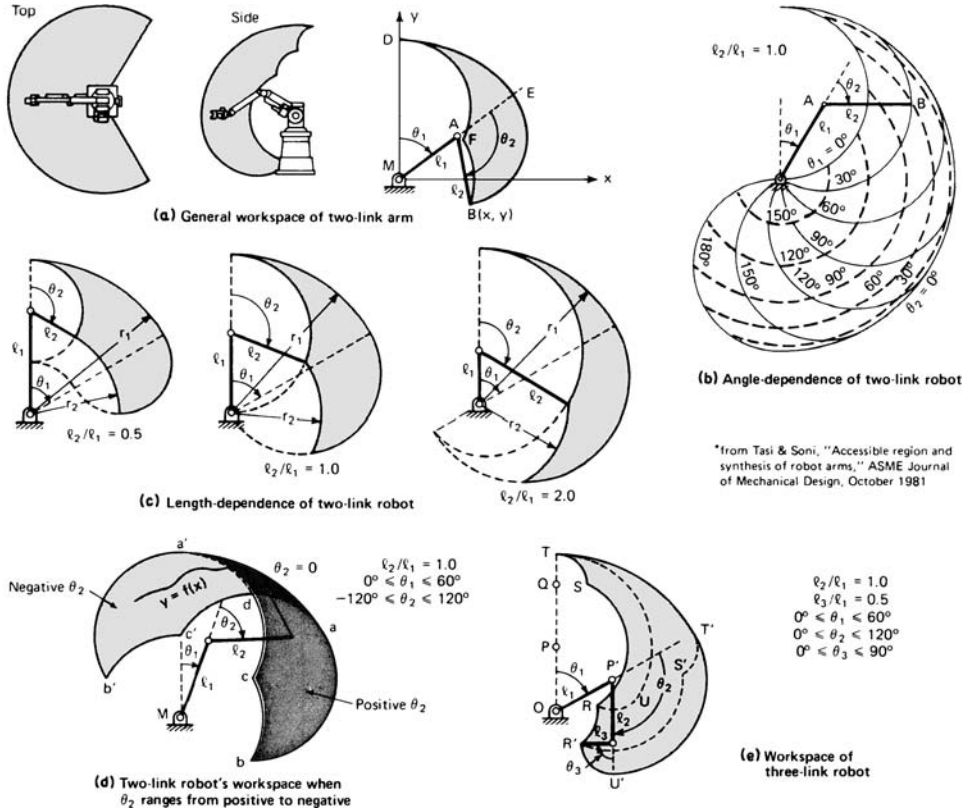 Top
Side
y
D
E
A
F
θ₁
θ₂
ℓ₁
M
x
ℓ₂
B(x, y)
(a) General workspace of two-link arm
ℓ₂/ℓ₁ = 1.0
θ₂
A
B
ℓ₂
θ₁
ℓ₁
θ₁ = 0°
30°
60°
150°
90°
180°
120°
150°
120°
90°
60°
30°
θ₂ = 0°
(b) Angle-dependence of two-link robot
θ₂
ℓ₂
r₁
ℓ₁
θ₁
r₂
ℓ₂/ℓ₁ = 0.5
θ₂
ℓ₂
r₁
ℓ₁
θ₁
r₂
ℓ₂/ℓ₁ = 1.0
θ₂
r₁
ℓ₁
θ₁
ℓ₂
r₂
ℓ₂/ℓ₁ = 2.0
(c) Length-dependence of two-link robot
*from Tasi & Soni, "Accessible region and
synthesis of robot arms," ASME Journal
of Mechanical Design, October 1981
a'
θ₂ = 0
Negative θ₂
y = f(x)
d
a
c'
θ₂
θ₁
ℓ₂
ℓ₁
b'
c
M
Positive θ₂
b
ℓ₂/ℓ₁ = 1.0
0° ≤ θ₁ ≤ 60°
−120° ≤ θ₂ ≤ 120°
(d) Two-link robot's workspace when
θ₂ ranges from positive to negative
T
Q
S
T'
P
P'
S'
θ₁
θ₂
ℓ₁
O
R
U
ℓ₂
ℓ₃
R'
θ₃
U'
ℓ₂/ℓ₁ = 1.0
ℓ₃/ℓ₁ = 0.5
0° ≤ θ₁ ≤ 60°
0° ≤ θ₂ ≤ 120°
0° ≤ θ₃ ≤ 90°
(e) Workspace of
three-link robot